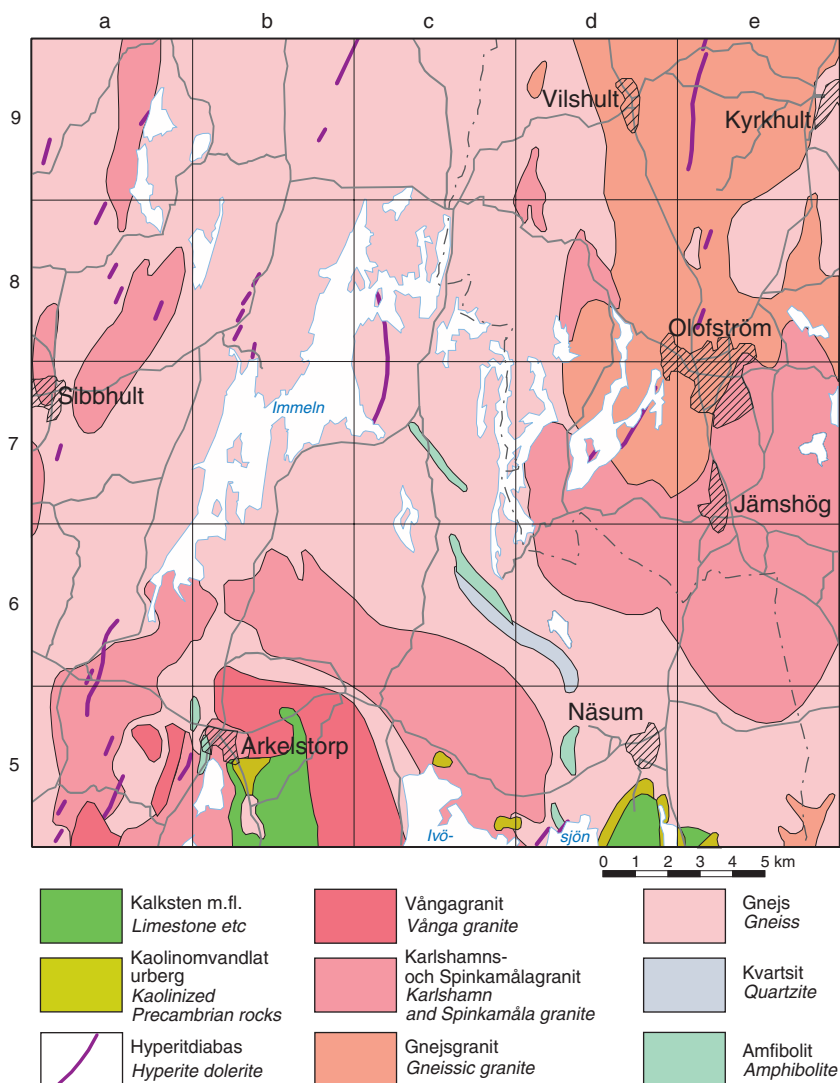 a b c d e
9
Vilshult
Kyrkhult
8
Olofström
Sibbhult
Immeln
7
Jämshög
6
Näsum
Arkelstorp
5
Ivö-
sjön
0 1 2 3 4 5 km
Kalksten m.fl.
Limestone etc
Kaolinomvandlat
urberg
Kaolinized
Precambrian rocks
Hyperitdiabas
Hyperite dolerite
Vångagranit
Vånga granite
Karlshamns-
och Spinkamålagranit
Karlshamn
and Spinkamåla granite
Gnejsgranit
Gneissic granite
Gnejs
Gneiss
Kvartsit
Quartzite
Amfibolit
Amphibolite